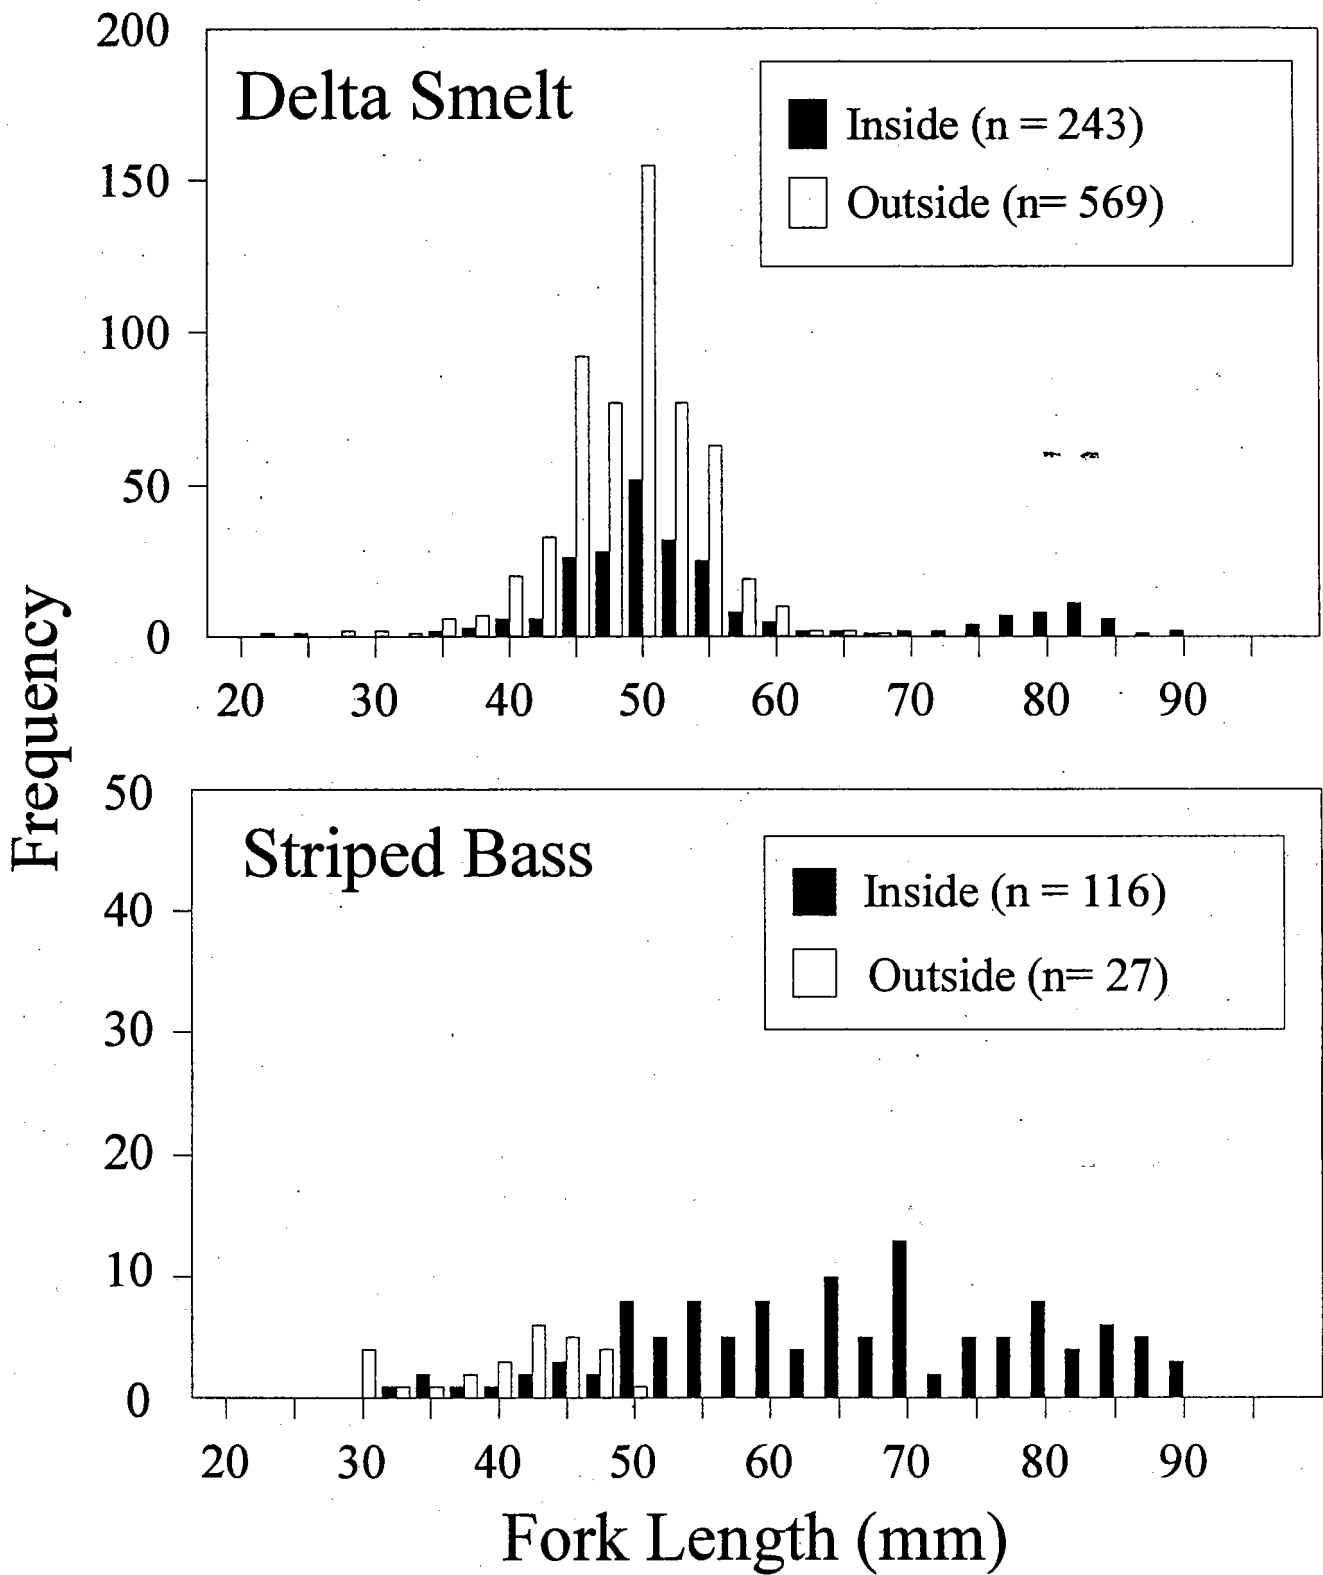 Frequency
200
150
100
50
0
Delta Smelt
Inside (n = 243)
Outside (n= 569)
20 30 40 50 60 70 80 90
50
40
30
20
10
0
Striped Bass
Inside (n = 116)
Outside (n= 27)
20 30 40 50 60 70 80 90
Fork Length (mm)